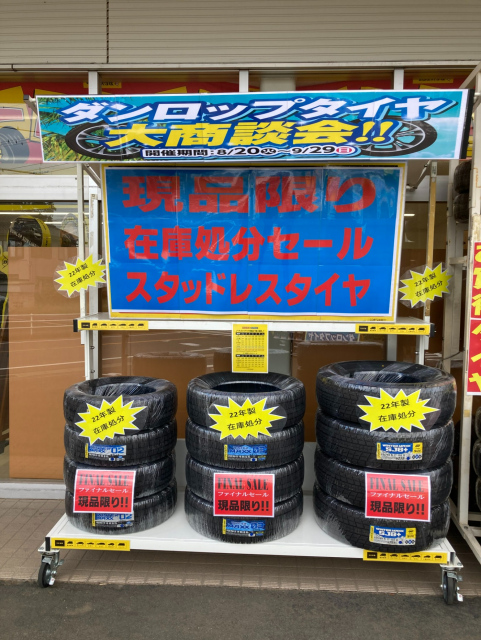 ダンロップタイヤ
大商談会!!
開催期間:8/20㊋〜9/29㊐
現品限り
在庫処分セール
スタッドレスタイヤ
22年製
在庫処分
22年製
在庫処分
22年製
在庫処分
22年製
在庫処分
22年製
在庫処分
02
SJ8+
FINAL SALE
ファイナルセール
現品限り!!
FINAL SALE
ファイナルセール
現品限り!!
FINAL SALE
ファイナルセール
現品限り!!
02
02
SJ8+